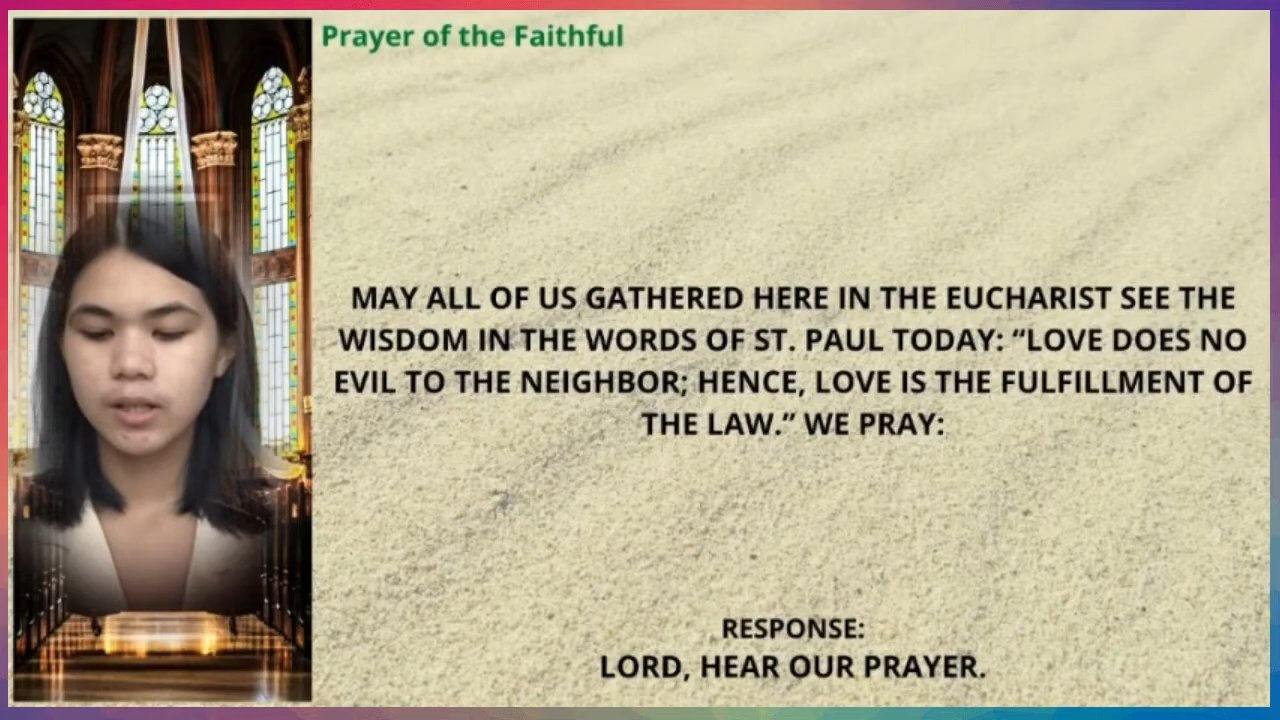 Prayer of the Faithful
MAY ALL OF US GATHERED HERE IN THE EUCHARIST SEE THE
WISDOM IN THE WORDS OF ST. PAUL TODAY: “LOVE DOES NO
EVIL TO THE NEIGHBOR; HENCE, LOVE IS THE FULFILLMENT OF
THE LAW.” WE PRAY:
RESPONSE:
LORD, HEAR OUR PRAYER.